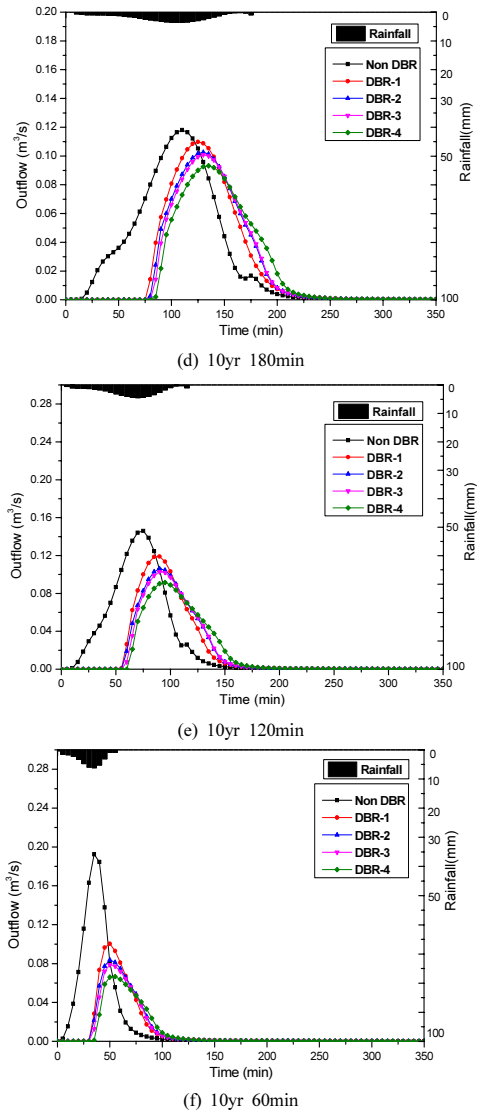 0.20
0.18
0.16
0.14
0.12
0.10
0.08
0.06
0.04
0.02
0.00
Outflow (m³/s)
0
10
20
30
40
50
100
Rainfall(mm)
Rainfall
Non DBR
DBR-1
DBR-2
DBR-3
DBR-4
0 50 100 150 200 250 300 350
Time (min)
(d) 10yr 180min
0.28
0.24
0.20
0.16
0.12
0.08
0.04
0.00
Outflow (m³/s)
0
10
20
30
40
50
100
Rainfall(mm)
Rainfall
Non DBR
DBR-1
DBR-2
DBR-3
DBR-4
0 50 100 150 200 250 300 350
Time (min)
(e) 10yr 120min
0.28
0.24
0.20
0.16
0.12
0.08
0.04
0.00
Outflow (m³/s)
0
10
20
30
40
50
100
Rainfall(mm)
Rainfall
Non DBR
DBR-1
DBR-2
DBR-3
DBR-4
0 50 100 150 200 250 300 350
Time (min)
(f) 10yr 60min